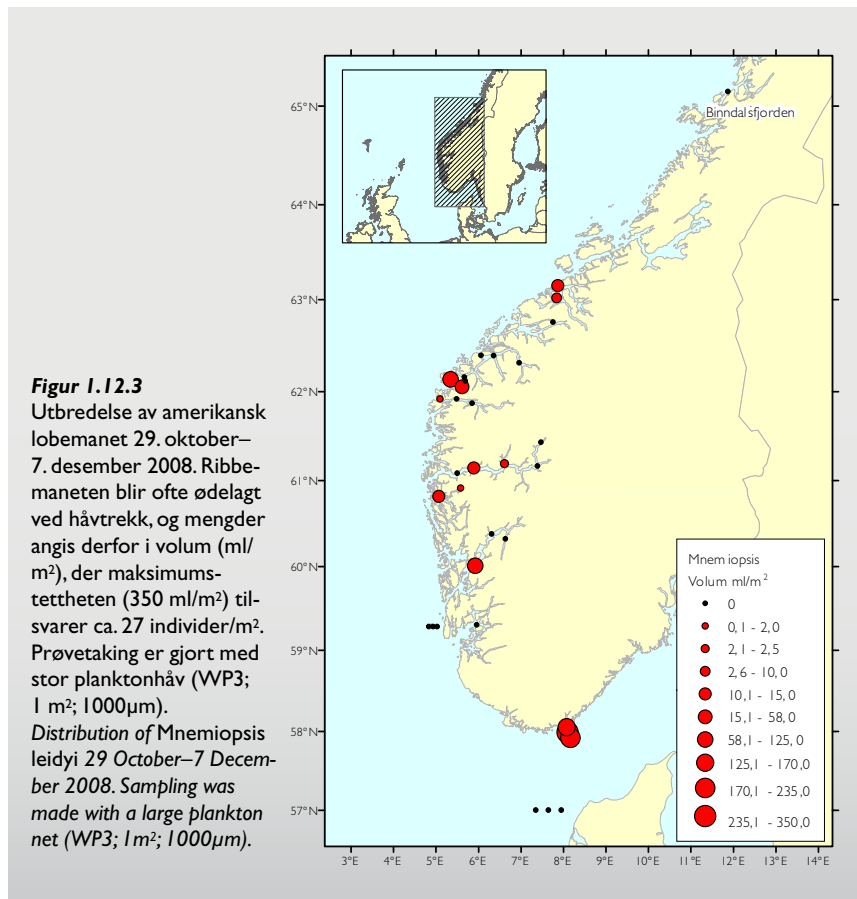 Figur 1.12.3
Utbredelse av amerikansk
lobemanet 29. oktober–
7. desember 2008. Ribbe-
maneten blir ofte ødelagt
ved håvtrekk, og mengder
angis derfor i volum (ml/
m²), der maksimums-
tettheten (350 ml/m²) til-
svarer ca. 27 individer/m².
Prøvetaking er gjort med
stor planktonhåv (WP3;
1 m²; 1000µm).
Distribution of Mnemiopsis
leidyi 29 October–7 Decem-
ber 2008. Sampling was
made with a large plankton
net (WP3; 1m²; 1000µm).
65°N
64°N
63°N
62°N
61°N
60°N
59°N
58°N
57°N
Binndalsfjorden
Mnemiopsis
Volum ml/m²
0
0,1 - 2,0
2,1 - 2,5
2,6 - 10,0
10,1 - 15,0
15,1 - 58,0
58,1 - 125,0
125,1 - 170,0
170,1 - 235,0
235,1 - 350,0
3°E 4°E 5°E 6°E 7°E 8°E 9°E 10°E 11°E 12°E 13°E 14°E